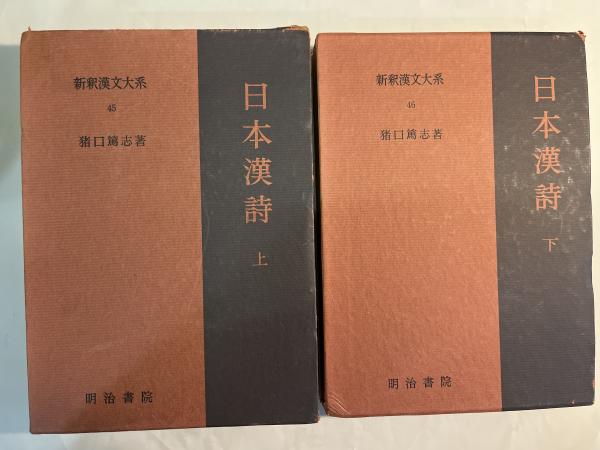 新釈漢文大系
45
猪口篤志著
日本漢詩
上
明治書院
新釈漢文大系
46
猪口篤志著
日本漢詩
下
明治書院